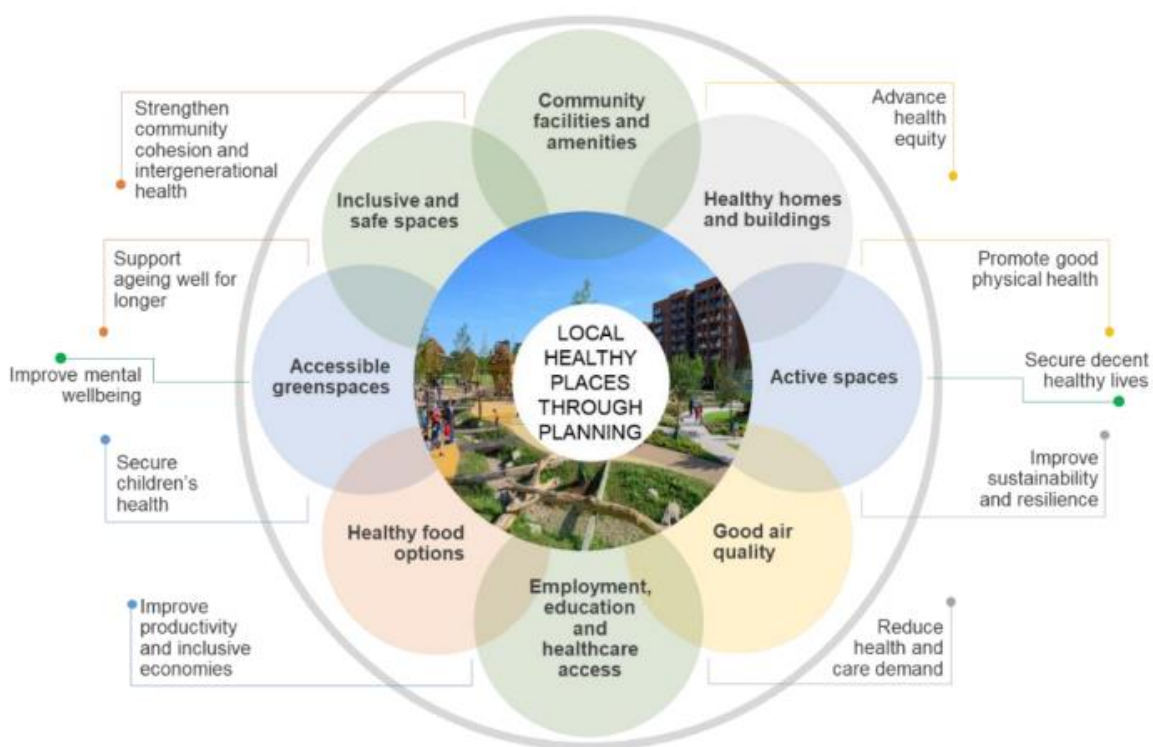 Community
facilities and
amenities
Strengthen
community
cohesion and
intergenerational
health
Advance
health
equity
Inclusive and
safe spaces
Healthy homes
and buildings
Support
ageing well for
longer
Promote good
physical health
LOCAL
HEALTHY
PLACES
THROUGH
PLANNING
Accessible
greenspaces
Active spaces
Improve mental
wellbeing
Secure decent
healthy lives
Secure
children's
health
Improve
sustainability
and resilience
Healthy food
options
Good air
quality
Employment,
education
and
healthcare
access
Improve
productivity
and inclusive
economies
Reduce
health and
care demand